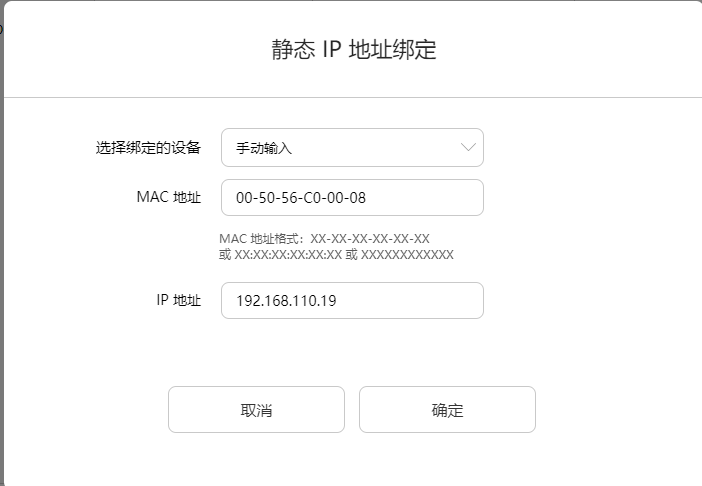 静态 IP 地址绑定
选择绑定的设备 手动输入
MAC 地址 00-50-56-C0-00-08
MAC 地址格式：XX-XX-XX-XX-XX-XX
或 XX:XX:XX:XX:XX:XX 或 XXXXXXXXXXXX
IP 地址 192.168.110.19
取消 确定